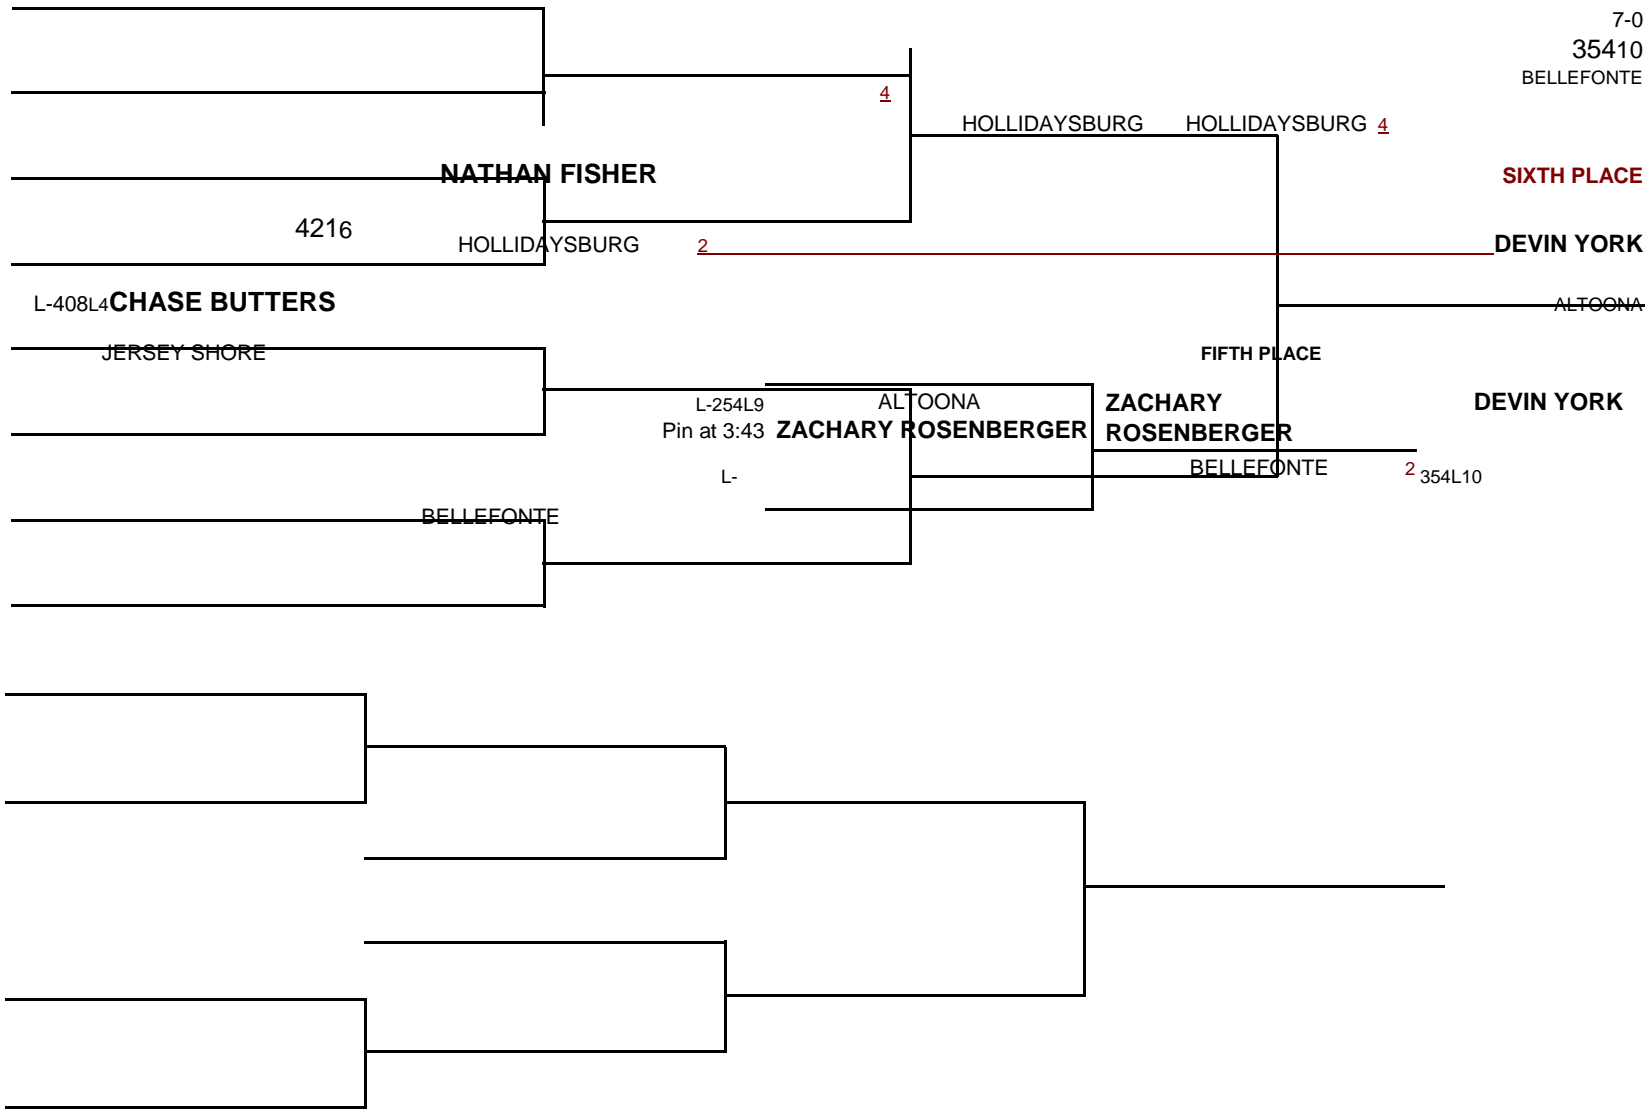 7-0
35410
BELLEFONTE
4
HOLLIDAYSBURG HOLLIDAYSBURG 4
NATHAN FISHER
SIXTH PLACE
4216
HOLLIDAYSBURG 2
DEVIN YORK
L-408L4 CHASE BUTTERS
ALTOONA
JERSEY SHORE
FIFTH PLACE
L-254L9 ALTOONA
ZACHARY
DEVIN YORK
Pin at 3:43 ZACHARY ROSENBERGER
ROSENBERGER
L-
BELLEFONTE 2 354L10
BELLEFONTE